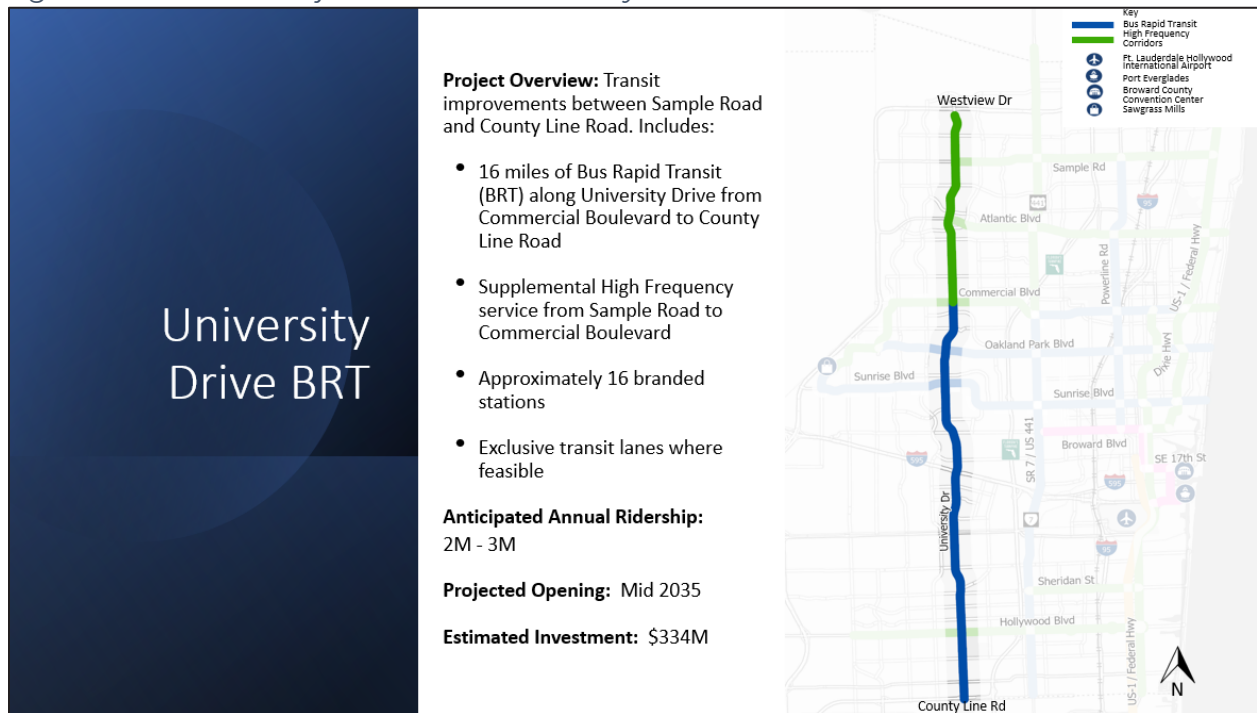 University
Drive BRT
Project Overview: Transit
improvements between Sample Road
and County Line Road. Includes:
• 16 miles of Bus Rapid Transit
(BRT) along University Drive from
Commercial Boulevard to County
Line Road
• Supplemental High Frequency
service from Sample Road to
Commercial Boulevard
• Approximately 16 branded
stations
• Exclusive transit lanes where
feasible
Anticipated Annual Ridership:
2M - 3M
Projected Opening: Mid 2035
Estimated Investment: $334M
Key
Bus Rapid Transit
High Frequency
Corridors
Ft. Lauderdale Hollywood
International Airport
Port Everglades
Broward County
Convention Center
Sawgrass Mills
Westview Dr
Sample Rd
441
95
Atlantic Blvd
Powerline Rd
US-1 / Federal Hwy
Commercial Blvd
Oakland Park Blvd
Dixie Hwy
Sunrise Blvd
Sunrise Blvd
SR 7 / US 441
Broward Blvd
SE 17th St
595
595
University Dr
7
95
Sheridan St
Hollywood Blvd
US-1 / Federal Hwy
County Line Rd
N